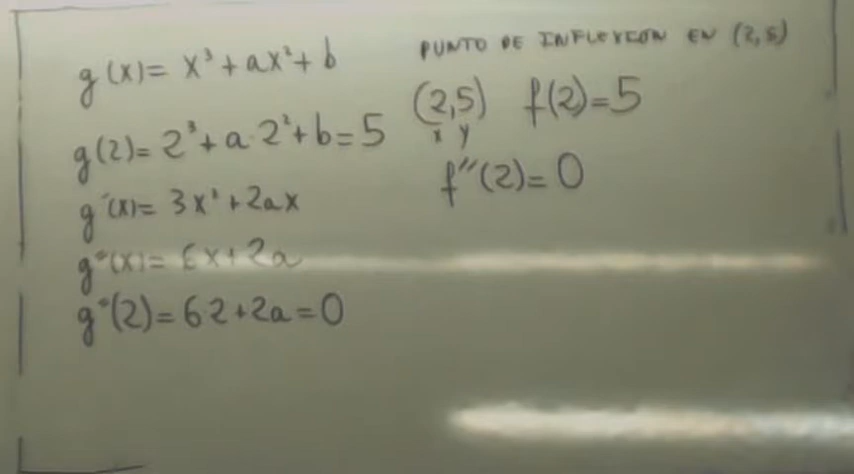 g(x)= x³+ax²+b
g(2)= 2³+a·2²+b=5
g'(x)= 3x²+2ax
g''(x)= 6x+2a
g''(2)= 6·2+2a=0
PUNTO DE INFLEXION EN (2,5)
(2,5) f(2)=5
x y
f''(2)=0